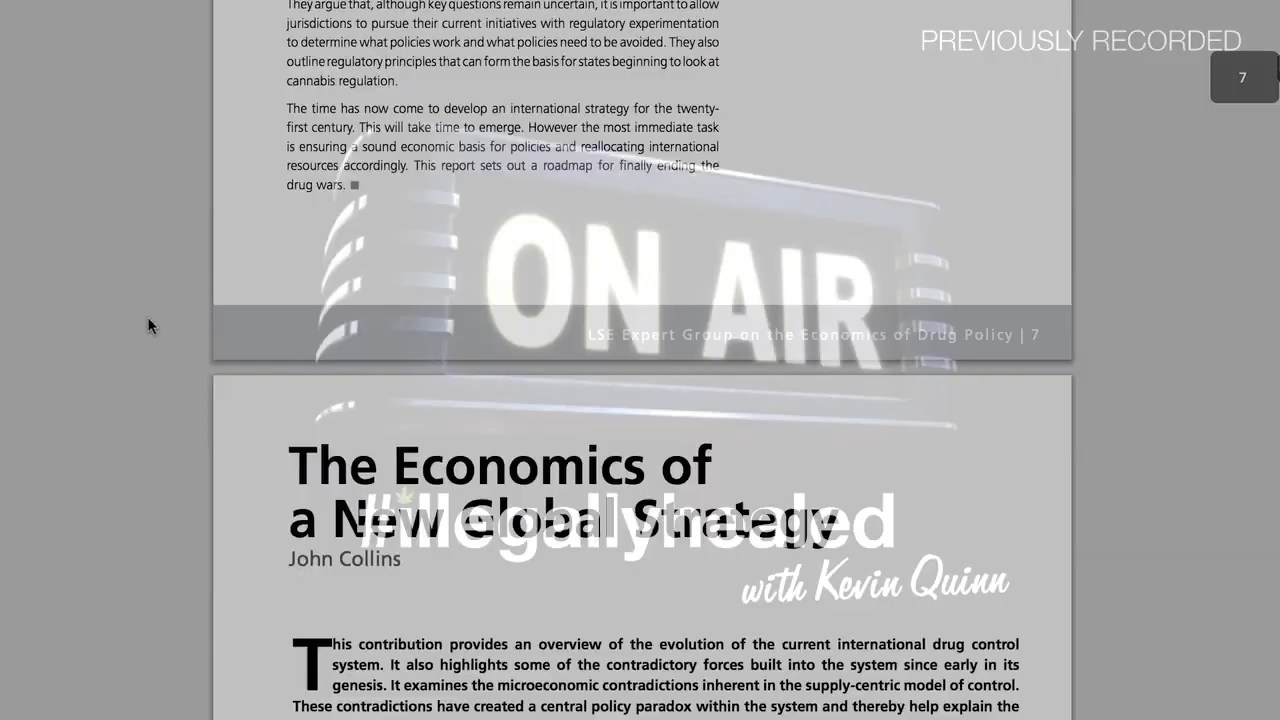 They argue that, although key questions remain uncertain, it is important to allow
jurisdictions to pursue their current initiatives with regulatory experimentation
to determine what policies work and what policies need to be avoided. They also
outline regulatory principles that can form the basis for states beginning to look at
cannabis regulation.
PREVIOUSLY RECORDED
7
The time has now come to develop an international strategy for the twenty-
first century. This will take time to emerge. However the most immediate task
is ensuring a sound economic basis for policies and reallocating international
resources accordingly. This report sets out a roadmap for finally ending the
drug wars. ■
ON AIR
LSE Expert Group on the Economics of Drug Policy | 7
The Economics of
a New Global Strategy
#illegallyhealed
John Collins
with Kevin Quinn
This contribution provides an overview of the evolution of the current international drug control
system. It also highlights some of the contradictory forces built into the system since early in its
genesis. It examines the microeconomic contradictions inherent in the supply-centric model of control.
These contradictions have created a central policy paradox within the system and thereby help explain the